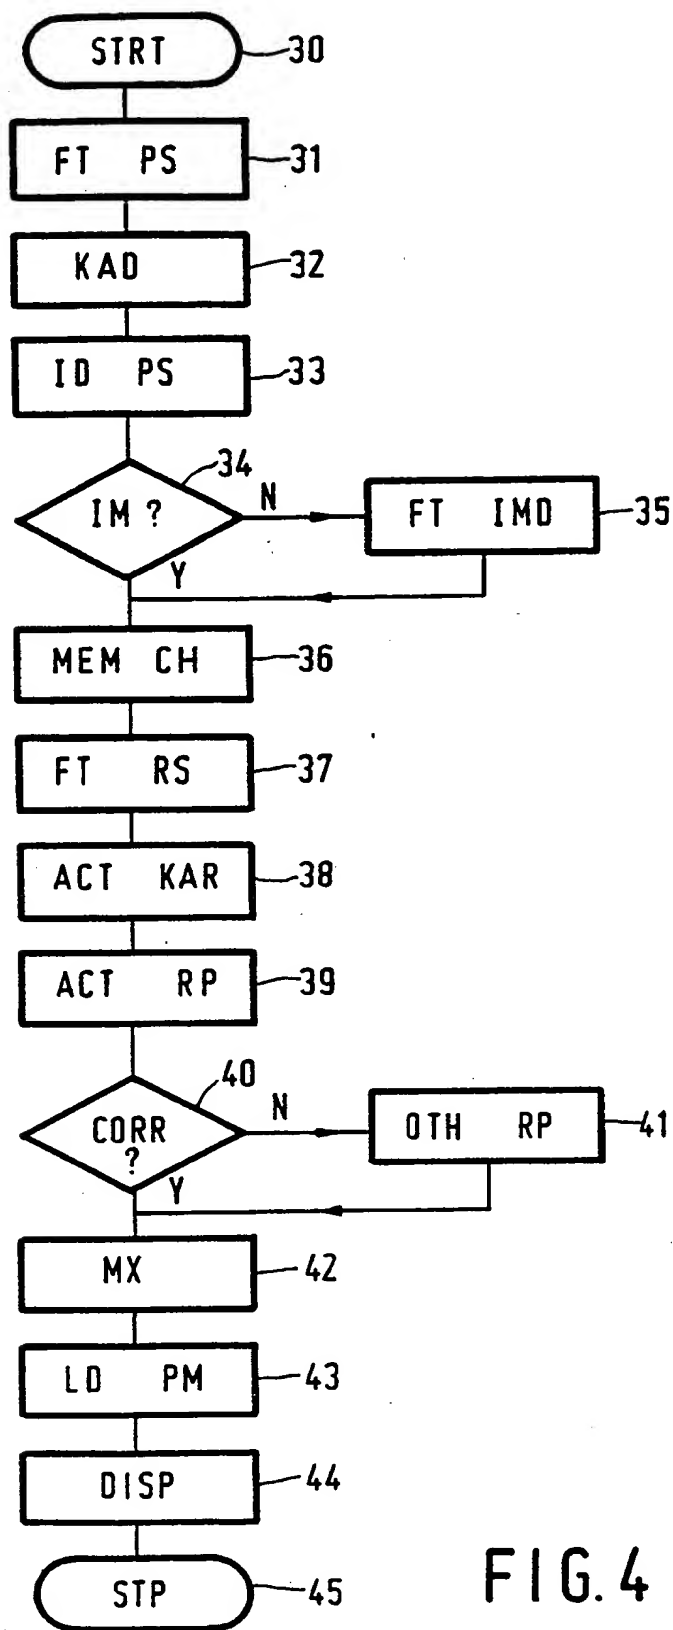 STRT 30
FT PS 31
KAD 32
ID PS 33
34
IM ? N FT IMD 35
Y
MEM CH 36
FT RS 37
ACT KAR 38
ACT RP 39
40
CORR ? N OTH RP 41
Y
MX 42
LD PM 43
DISP 44
STP 45
FIG. 4